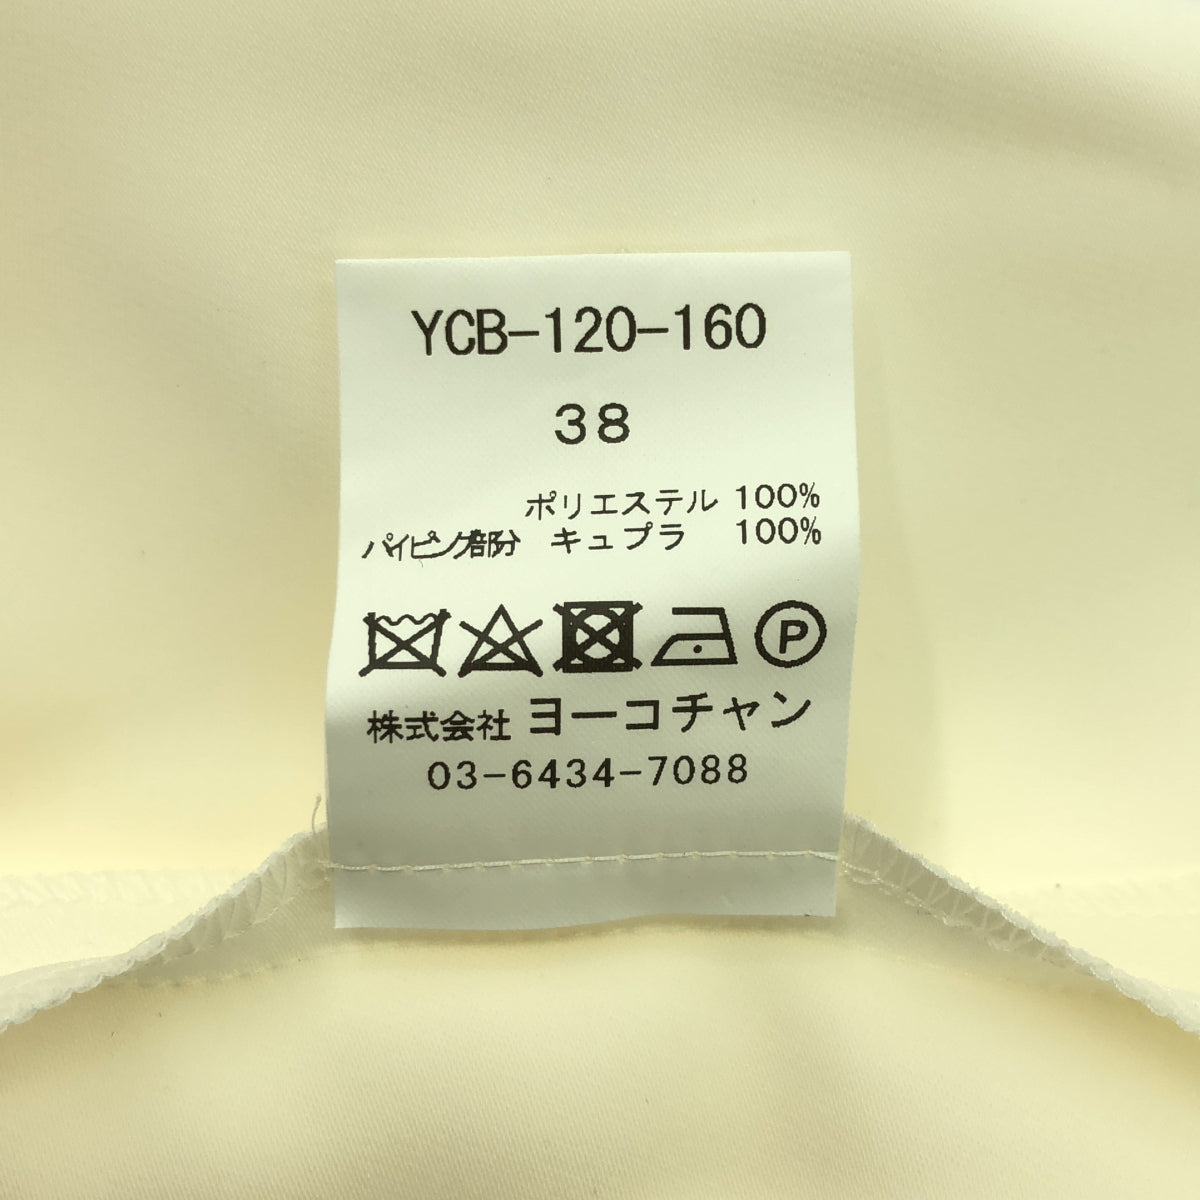 YCB-120-160
38
ポリエステル 100%
パイピング部分 キュプラ 100%
P
株式会社 ヨーコチャン
03-6434-7088